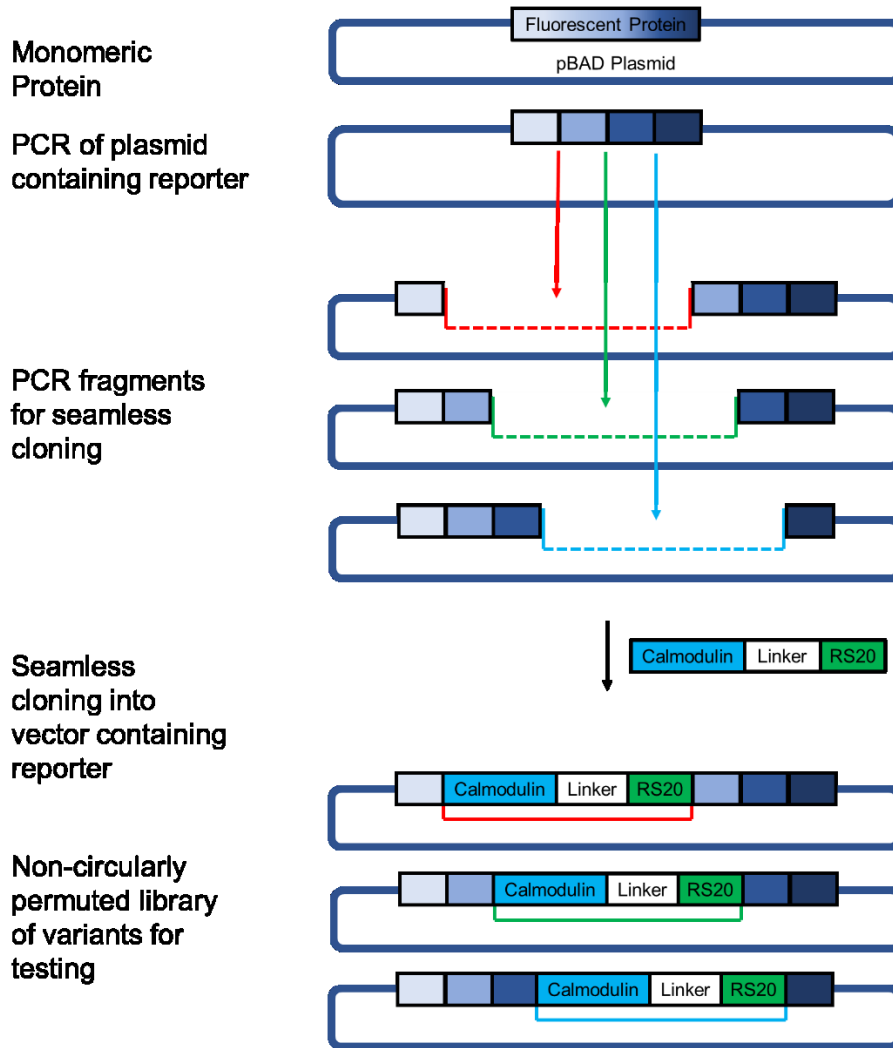 Fluorescent Protein
pBAD Plasmid
Monomeric
Protein
PCR of plasmid
containing reporter
PCR fragments
for seamless
cloning
Calmodulin Linker RS20
Seamless
cloning into
vector containing
reporter
Calmodulin Linker RS20
Non-circularly
permuted library
of variants for
testing
Calmodulin Linker RS20
Calmodulin Linker RS20